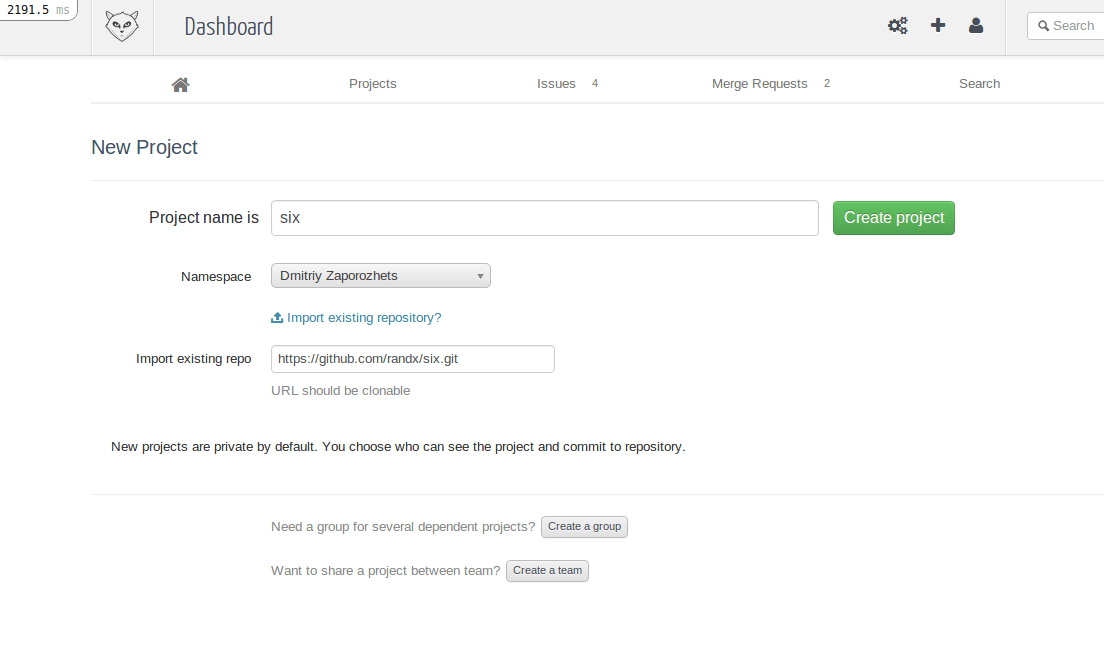 2191.5 ms
Dashboard
Search
Projects Issues 4 Merge Requests 2 Search
New Project
Project name is six Create project
Namespace Dmitriy Zaporozhets
Import existing repository?
Import existing repo https://github.com/randx/six.git
URL should be clonable
New projects are private by default. You choose who can see the project and commit to repository.
Need a group for several dependent projects? Create a group
Want to share a project between team? Create a team